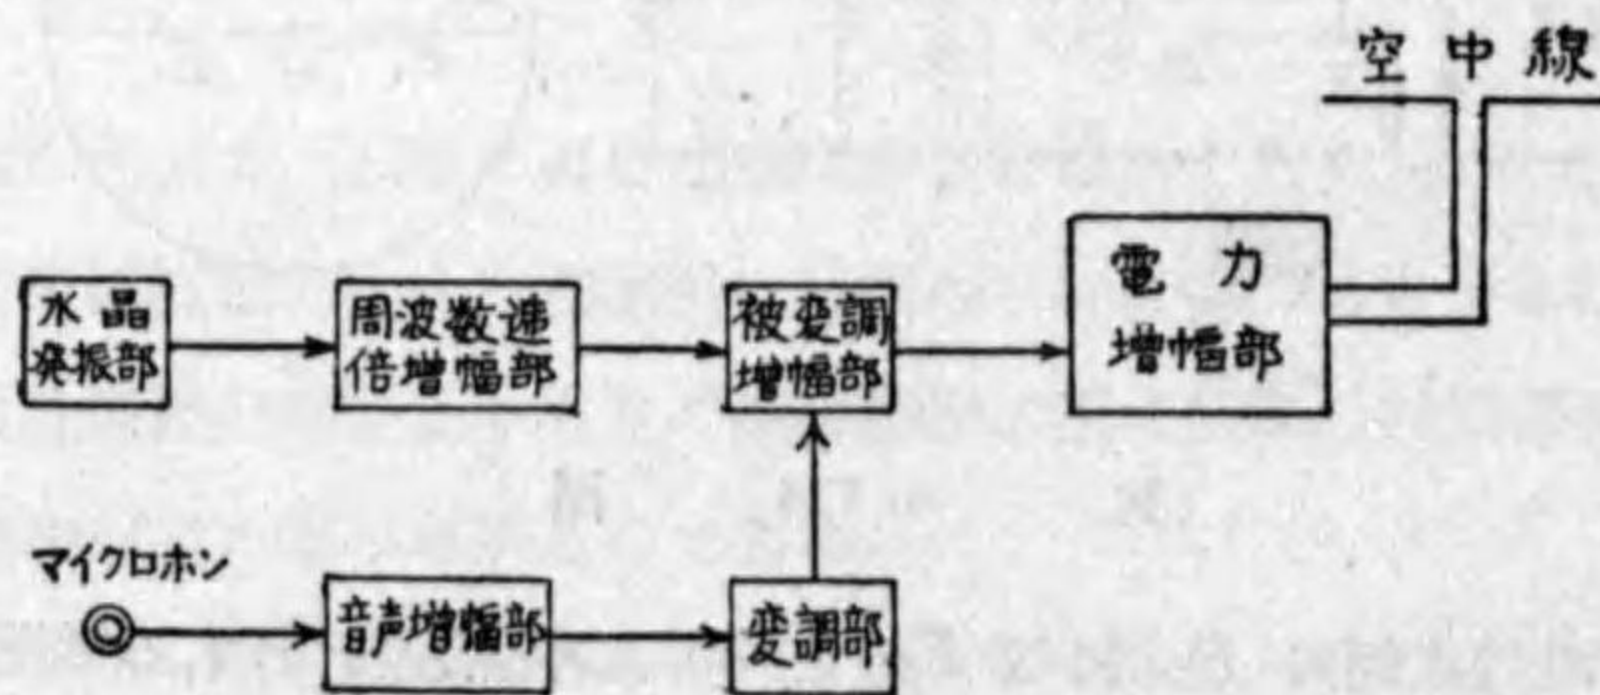 空中線
水晶
発振部
周波数逓
倍増幅部
被変調
増幅部
電力
増幅部
マイクロホン
音声増幅部
変調部